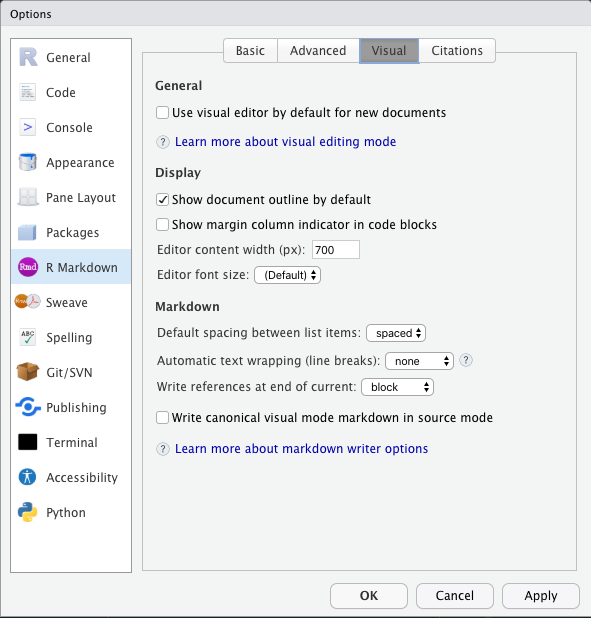 Options
General
Code
Console
Appearance
Pane Layout
Packages
Rmd R Markdown
Sweave
ABC Spelling
Git/SVN
Publishing
Terminal
Accessibility
Python
Basic Advanced Visual Citations
General
Use visual editor by default for new documents
? Learn more about visual editing mode
Display
Show document outline by default
Show margin column indicator in code blocks
Editor content width (px): 700
Editor font size: (Default)
Markdown
Default spacing between list items: spaced
Automatic text wrapping (line breaks): none ?
Write references at end of current: block
Write canonical visual mode markdown in source mode
? Learn more about markdown writer options
OK Cancel Apply